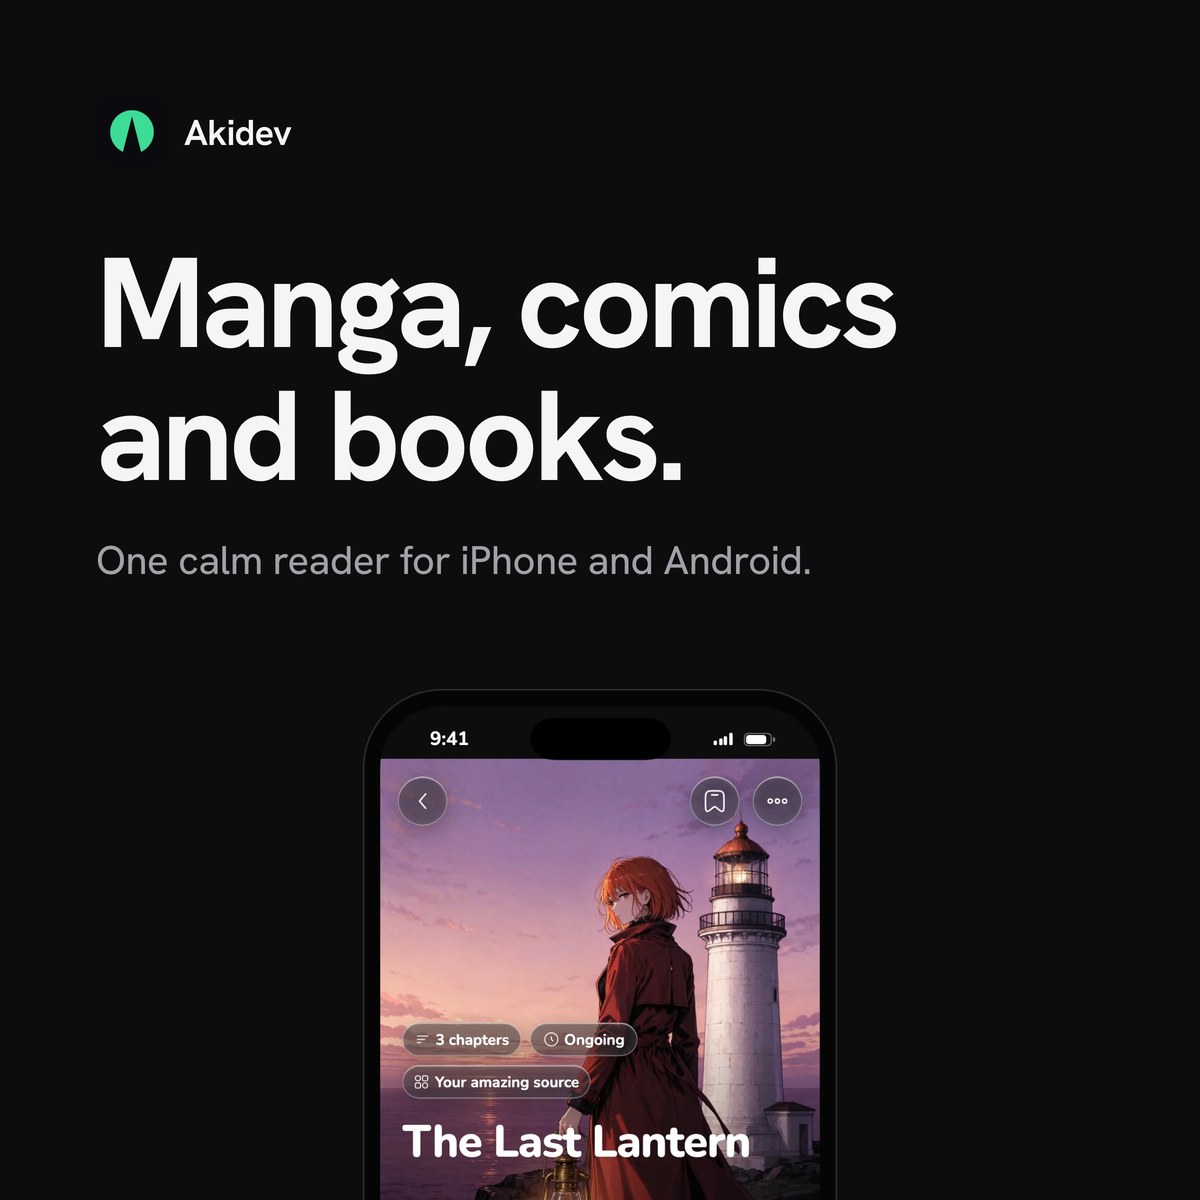 Akidev
Manga, comics
and books.
One calm reader for iPhone and Android.
9:41
3 chapters
Ongoing
Your amazing source
The Last Lantern